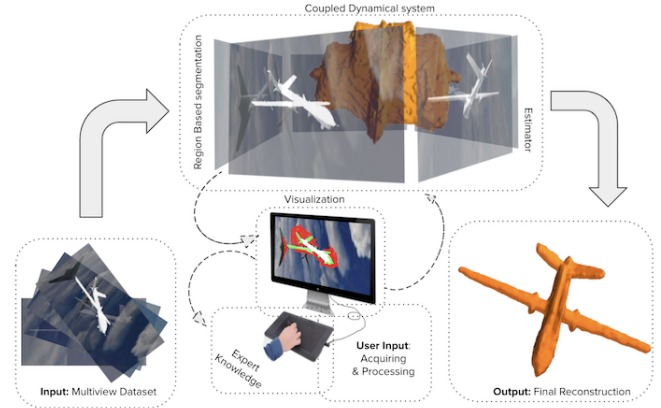 Coupled Dynamical system
Region Based segmentation
Estimator
Visualization
Expert
Knowledge
User Input:
Acquiring
& Processing
Input: Multiview Dataset
Output: Final Reconstruction